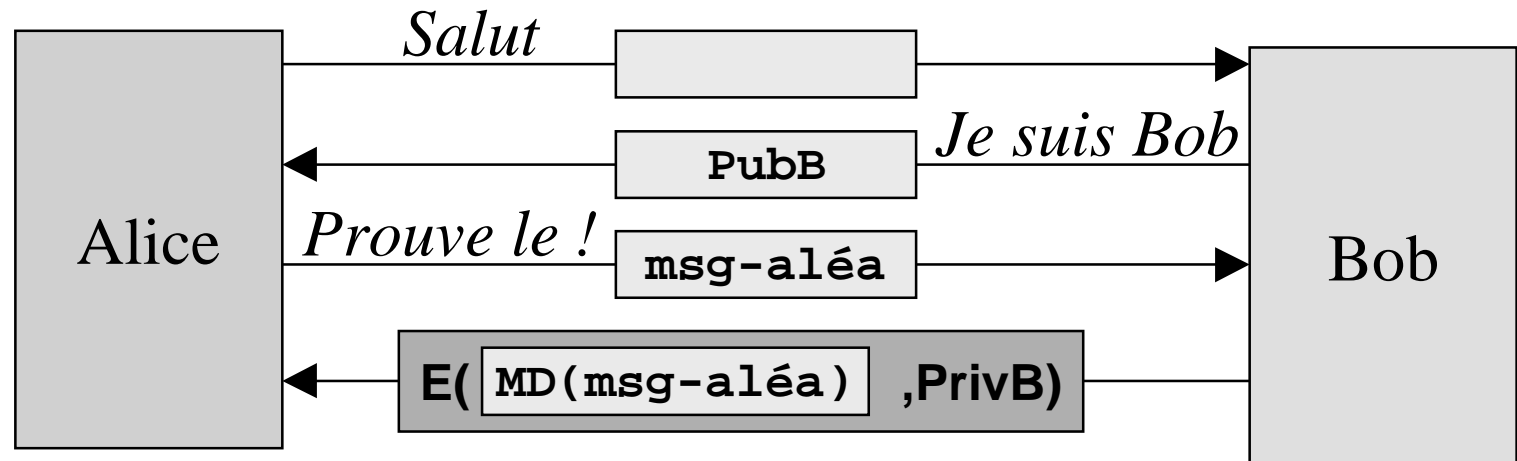 Salut
Je suis Bob
PubB
Alice
Prouve le !
msg-aléa
Bob
E( MD(msg-aléa) ,PrivB)